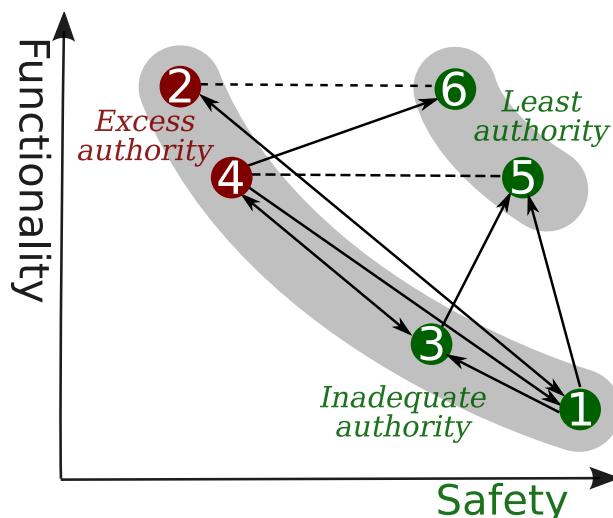 Functionality
2
6
Excess
authority
Least
authority
4
5
3
Inadequate
authority
1
Safety